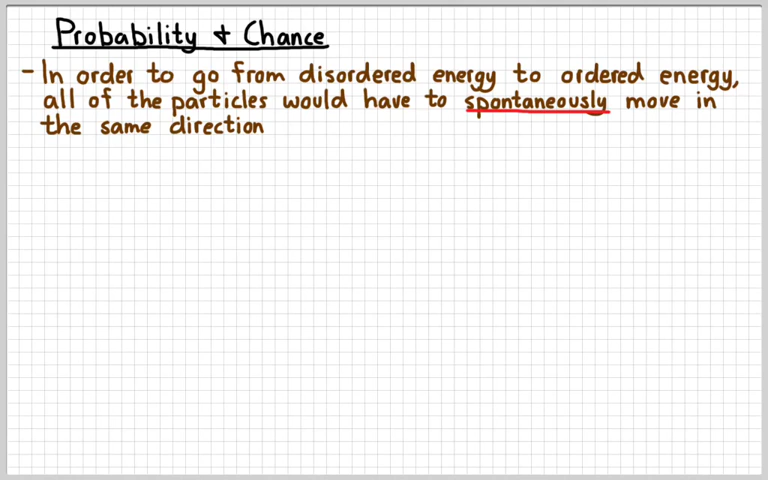 Probability & Chance
- In order to go from disordered energy to ordered energy,
all of the particles would have to spontaneously move in
the same direction